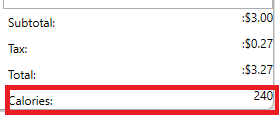 Subtotal: :$3.00
Tax: :$0.27
Total: :$3.27
Calories: 240